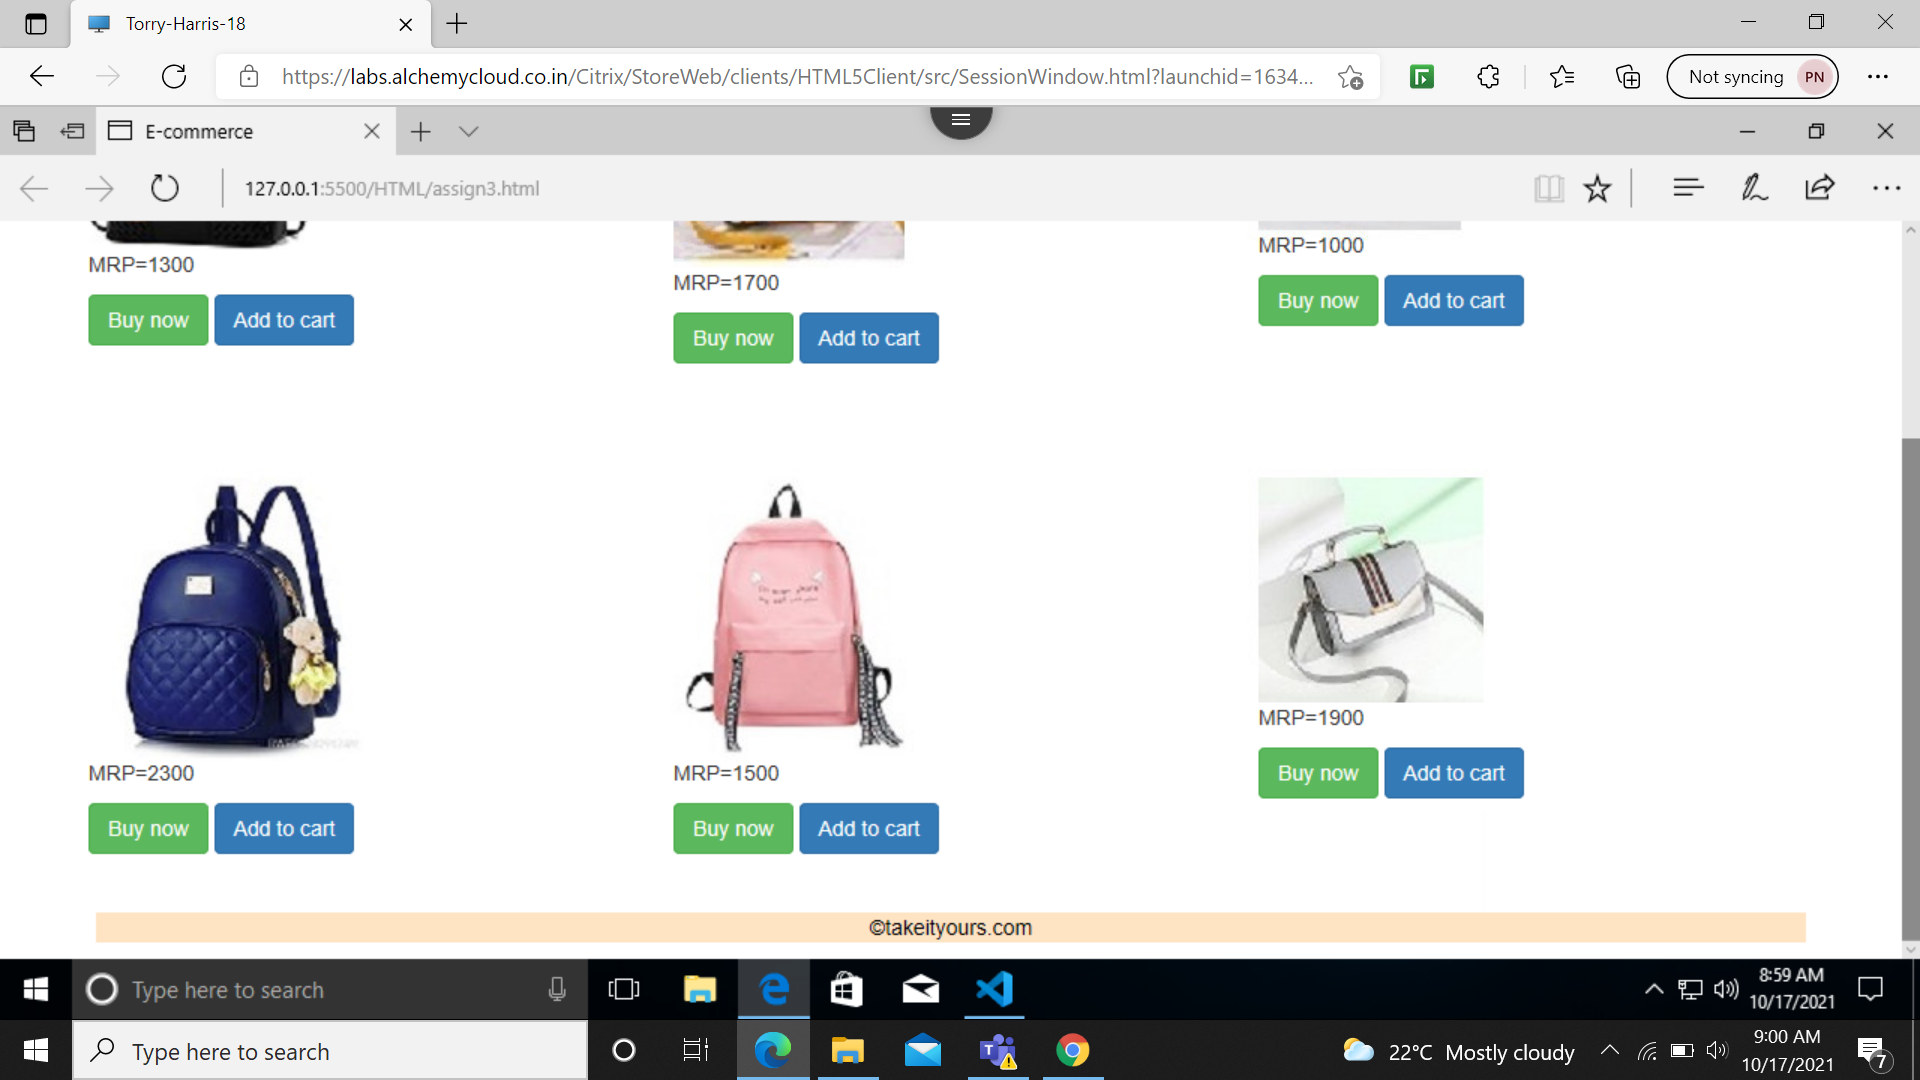 Torry-Harris-18
https://labs.alchemycloud.co.in/Citrix/StoreWeb/clients/HTML5Client/src/SessionWindow.html?launchid=1634...
Not syncing PN
E-commerce
127.0.0.1:5500/HTML/assign3.html
MRP=1300
Buy now Add to cart
MRP=1700
Buy now Add to cart
MRP=1000
Buy now Add to cart
MRP=2300
Buy now Add to cart
MRP=1500
Buy now Add to cart
MRP=1900
Buy now Add to cart
©takeityours.com
Type here to search
8:59 AM
10/17/2021
Type here to search
22°C Mostly cloudy
9:00 AM
10/17/2021
7